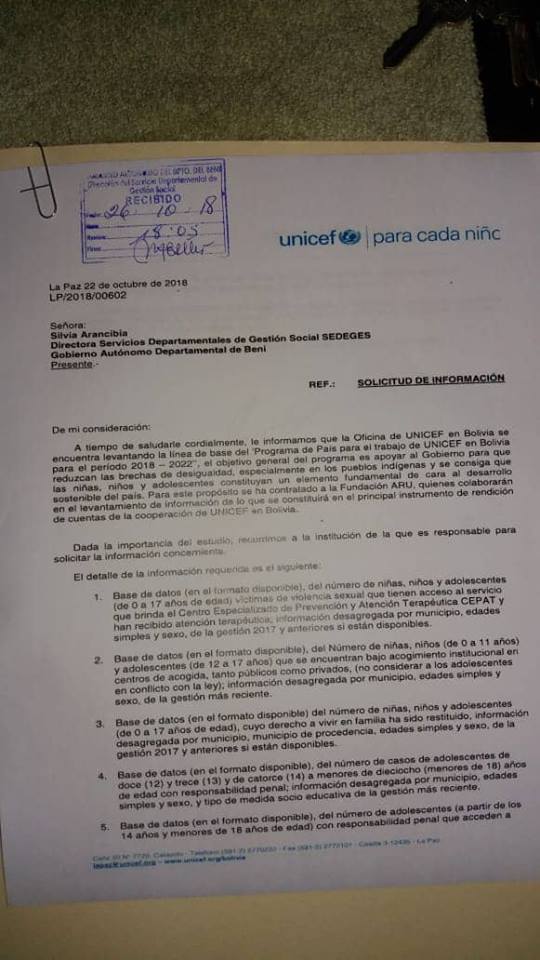 GOBIERNO AUTÓNOMO DEL DPTO. DEL BENI
Dirección del Servicio Departamental de
Gestión Social
RECIBIDO
26 - 10 - 18
18:05
unicef | para cada niño
La Paz 22 de octubre de 2018
LP/2018/00602
Señora:
Silvia Arancibia
Directora Servicios Departamentales de Gestión Social SEDEGES
Gobierno Autónomo Departamental de Beni
Presente.-
REF.: SOLICITUD DE INFORMACIÓN
De mi consideración:
A tiempo de saludarle cordialmente, le informamos que la Oficina de UNICEF en Bolivia se
encuentra levantando la línea de base del "Programa de País para el trabajo de UNICEF en Bolivia
para el período 2018 – 2022", el objetivo general del programa es apoyar al Gobierno para que
reduzcan las brechas de desigualdad, especialmente en los pueblos indígenas y se consiga que
las niñas, niños y adolescentes constituyan un elemento fundamental de cara al desarrollo
sostenible del país. Para este propósito se ha contratado a la Fundación ARU, quienes colaborarán
en el levantamiento de información de lo que se constituirá en el principal instrumento de rendición
de cuentas de la cooperación de UNICEF en Bolivia.
Dada la importancia del estudio, recurrimos a la institución de la que es responsable para
solicitar la información concerniente.
El detalle de la información requerida es el siguiente:
1. Base de datos (en el formato disponible), del número de niñas, niños y adolescentes
(de 0 a 17 años de edad) víctimas de violencia sexual que tienen acceso al servicio
que brinda el Centro Especializado de Prevención y Atención Terapéutica CEPAT y
han recibido atención terapéutica; información desagregada por municipio, edades
simples y sexo, de la gestión 2017 y anteriores si están disponibles.
2. Base de datos (en el formato disponible), del Número de niñas, niños (de 0 a 11 años)
y adolescentes (de 12 a 17 años) que se encuentran bajo acogimiento institucional en
centros de acogida, tanto públicos como privados, (no considerar a los adolescentes
en conflicto con la ley); información desagregada por municipio, edades simples y
sexo, de la gestión más reciente.
3. Base de datos (en el formato disponible) del número de niñas, niños y adolescentes
(de 0 a 17 años de edad), cuyo derecho a vivir en familia ha sido restituido, información
desagregada por municipio, municipio de procedencia, edades simples y sexo, de la
gestión 2017 y anteriores si están disponibles.
4. Base de datos (en el formato disponible), del número de casos de adolescentes de
doce (12) y trece (13) y de catorce (14) a menores de dieciocho (menores de 18) años
de edad con responsabilidad penal; información desagregada por municipio, edades
simples y sexo, y tipo de medida socio educativa de la gestión más reciente.
5. Base de datos (en el formato disponible), del número de adolescentes (a partir de los
14 años y menores de 18 años de edad) con responsabilidad penal que acceden a
Calle 20 Nº 7720, Calacoto - Teléfono (591-2) 2770222 - Fax (591-2) 2772101 - Casilla 3-12435 - La Paz
lapaz@unicef.org – www.unicef.org/bolivia